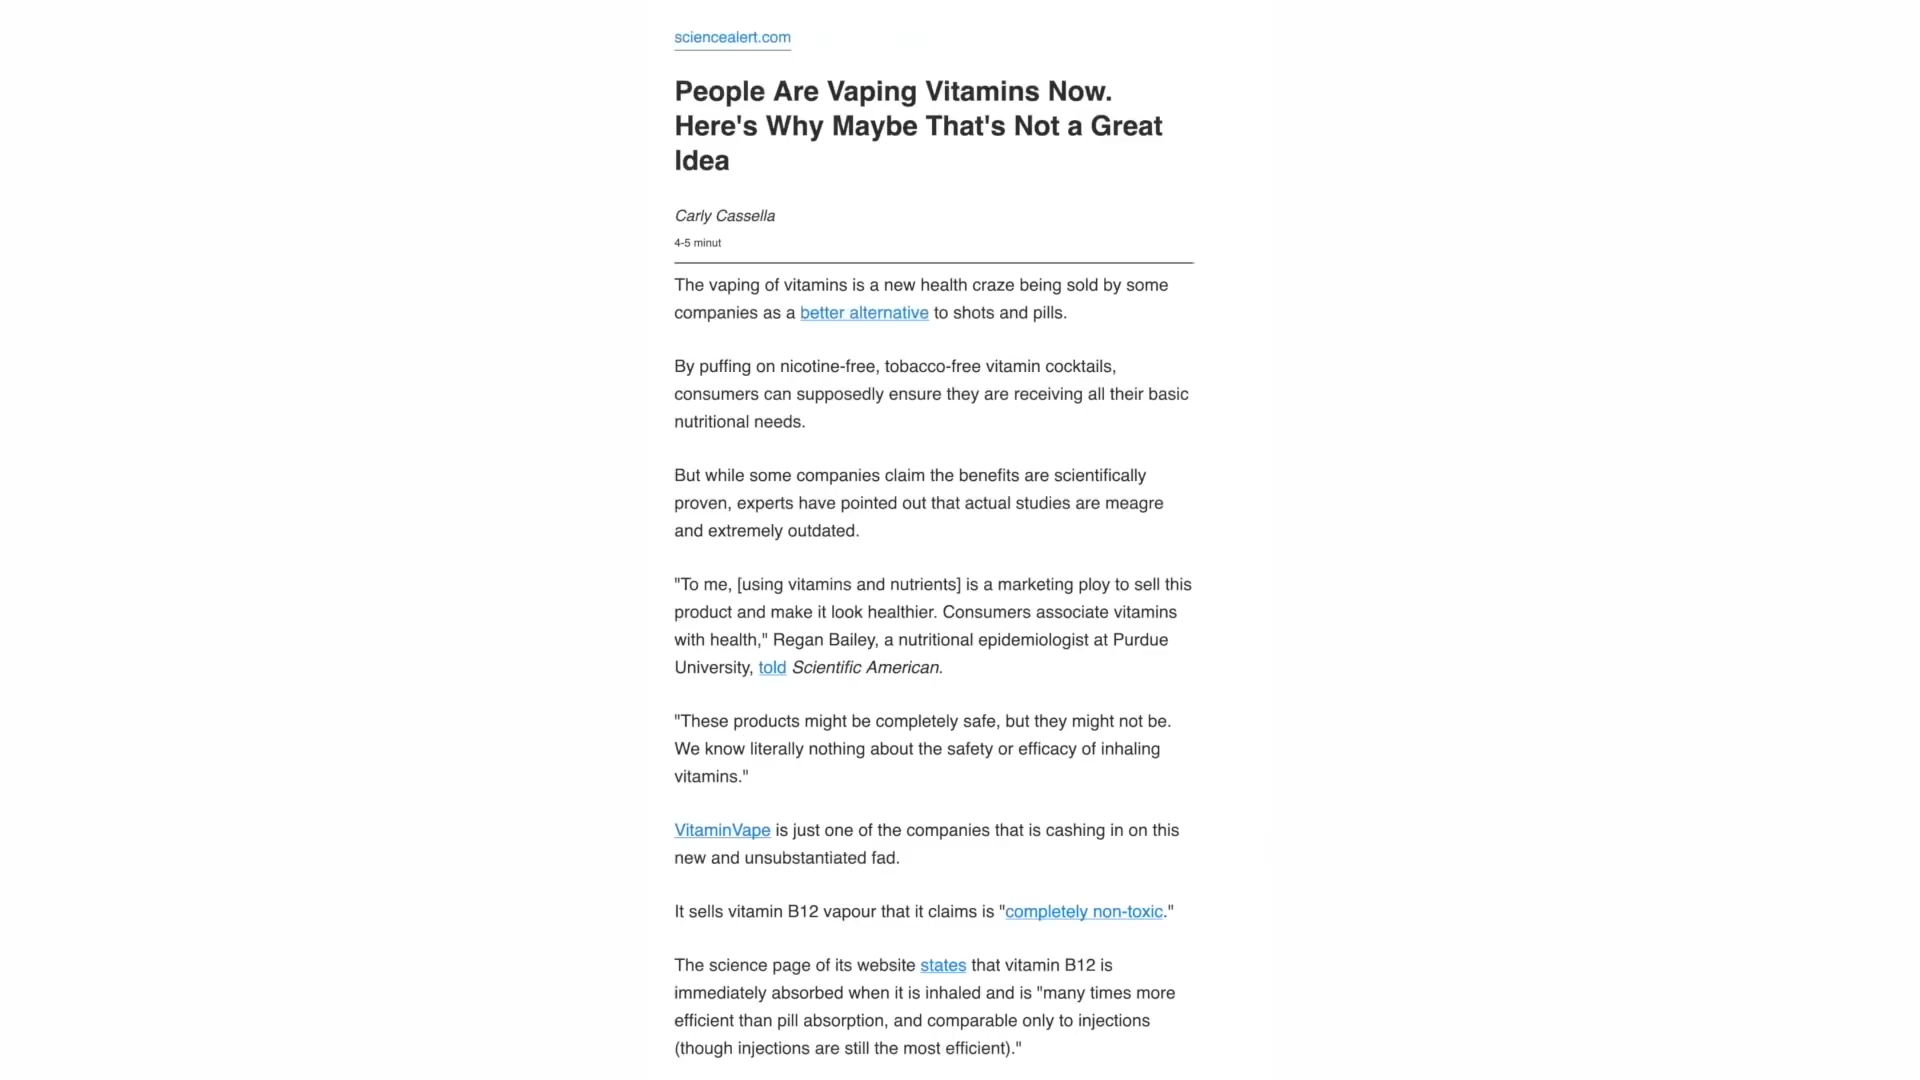 sciencealert.com
People Are Vaping Vitamins Now.
Here's Why Maybe That's Not a Great
Idea
Carly Cassella
4-5 minut
The vaping of vitamins is a new health craze being sold by some
companies as a better alternative to shots and pills.
By puffing on nicotine-free, tobacco-free vitamin cocktails,
consumers can supposedly ensure they are receiving all their basic
nutritional needs.
But while some companies claim the benefits are scientifically
proven, experts have pointed out that actual studies are meagre
and extremely outdated.
"To me, [using vitamins and nutrients] is a marketing ploy to sell this
product and make it look healthier. Consumers associate vitamins
with health," Regan Bailey, a nutritional epidemiologist at Purdue
University, told Scientific American.
"These products might be completely safe, but they might not be.
We know literally nothing about the safety or efficacy of inhaling
vitamins."
VitaminVape is just one of the companies that is cashing in on this
new and unsubstantiated fad.
It sells vitamin B12 vapour that it claims is "completely non-toxic."
The science page of its website states that vitamin B12 is
immediately absorbed when it is inhaled and is "many times more
efficient than pill absorption, and comparable only to injections
(though injections are still the most efficient)."